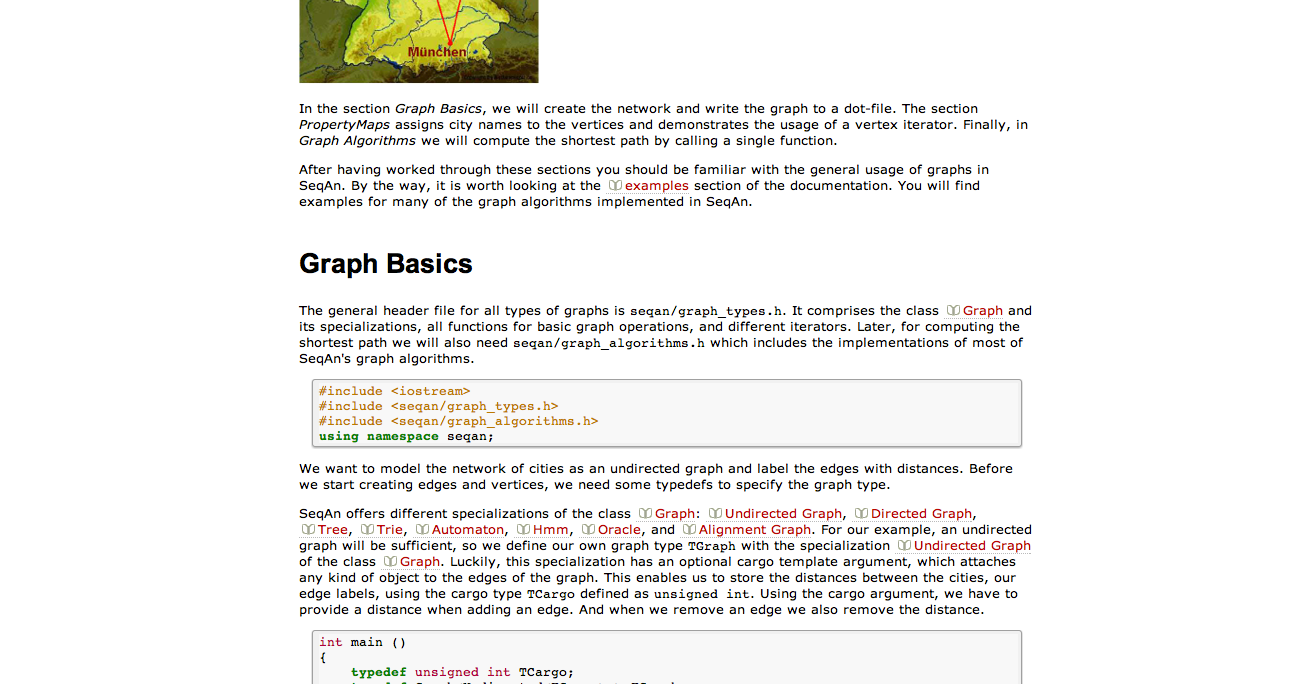 München
In the section Graph Basics, we will create the network and write the graph to a dot-file. The section
PropertyMaps assigns city names to the vertices and demonstrates the usage of a vertex iterator. Finally, in
Graph Algorithms we will compute the shortest path by calling a single function.
After having worked through these sections you should be familiar with the general usage of graphs in
SeqAn. By the way, it is worth looking at the examples section of the documentation. You will find
examples for many of the graph algorithms implemented in SeqAn.
Graph Basics
The general header file for all types of graphs is seqan/graph_types.h. It comprises the class Graph and
its specializations, all functions for basic graph operations, and different iterators. Later, for computing the
shortest path we will also need seqan/graph_algorithms.h which includes the implementations of most of
SeqAn's graph algorithms.
#include <iostream>
#include <seqan/graph_types.h>
#include <seqan/graph_algorithms.h>
using namespace seqan;
We want to model the network of cities as an undirected graph and label the edges with distances. Before
we start creating edges and vertices, we need some typedefs to specify the graph type.
SeqAn offers different specializations of the class Graph: Undirected Graph, Directed Graph,
Tree, Trie, Automaton, Hmm, Oracle, and Alignment Graph. For our example, an undirected
graph will be sufficient, so we define our own graph type TGraph with the specialization Undirected Graph
of the class Graph. Luckily, this specialization has an optional cargo template argument, which attaches
any kind of object to the edges of the graph. This enables us to store the distances between the cities, our
edge labels, using the cargo type TCargo defined as unsigned int. Using the cargo argument, we have to
provide a distance when adding an edge. And when we remove an edge we also remove the distance.
int main ()
{
typedef unsigned int TCargo;